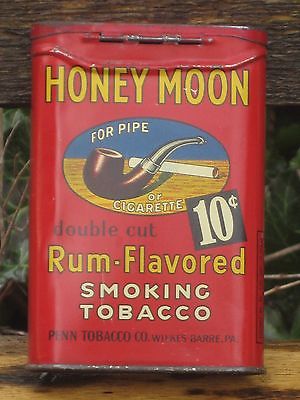 HONEY MOON
FOR PIPE
or
CIGARETTE
10¢
double cut
Rum-Flavored
SMOKING
TOBACCO
PENN TOBACCO CO. WILKES BARRE, PA.